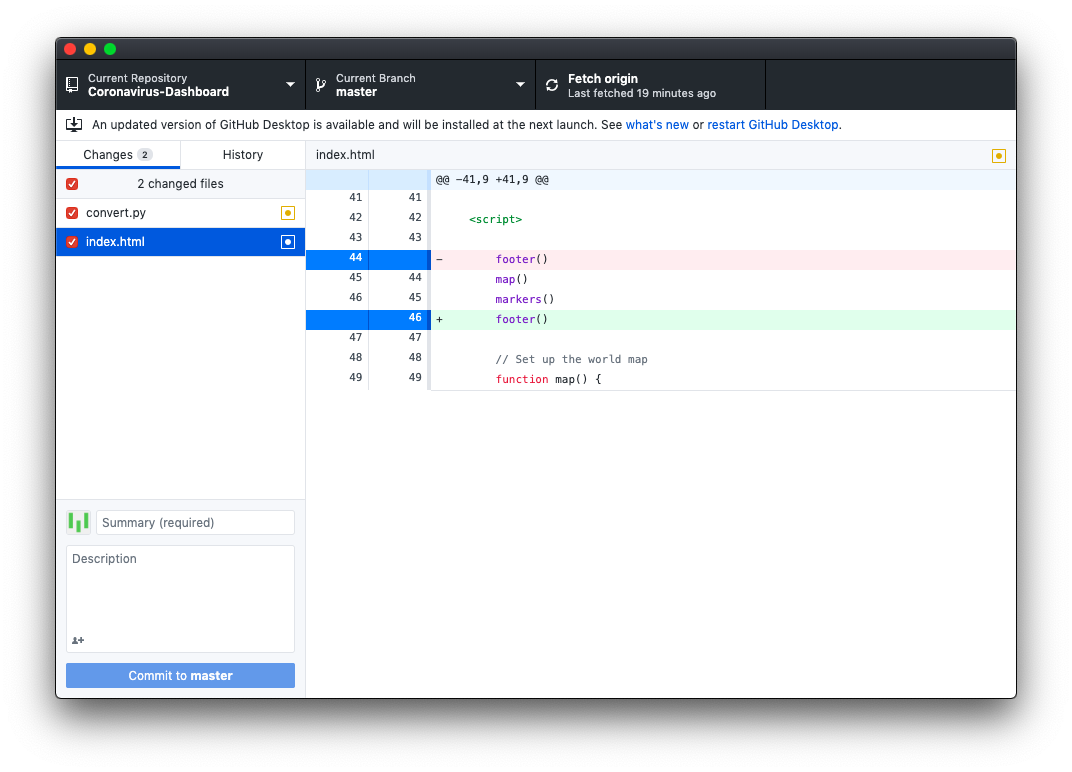 Current Repository
Coronavirus-Dashboard
Current Branch
master
Fetch origin
Last fetched 19 minutes ago
An updated version of GitHub Desktop is available and will be installed at the next launch. See what's new or restart GitHub Desktop.
Changes 2
History
index.html
2 changed files
convert.py
index.html
@@ -41,9 +41,9 @@
41 41
42 42 <script>
43 43
44 - footer()
45 44 map()
46 45 markers()
46 + footer()
47 47
48 48 // Set up the world map
49 49 function map() {
Summary (required)
Description
Commit to master